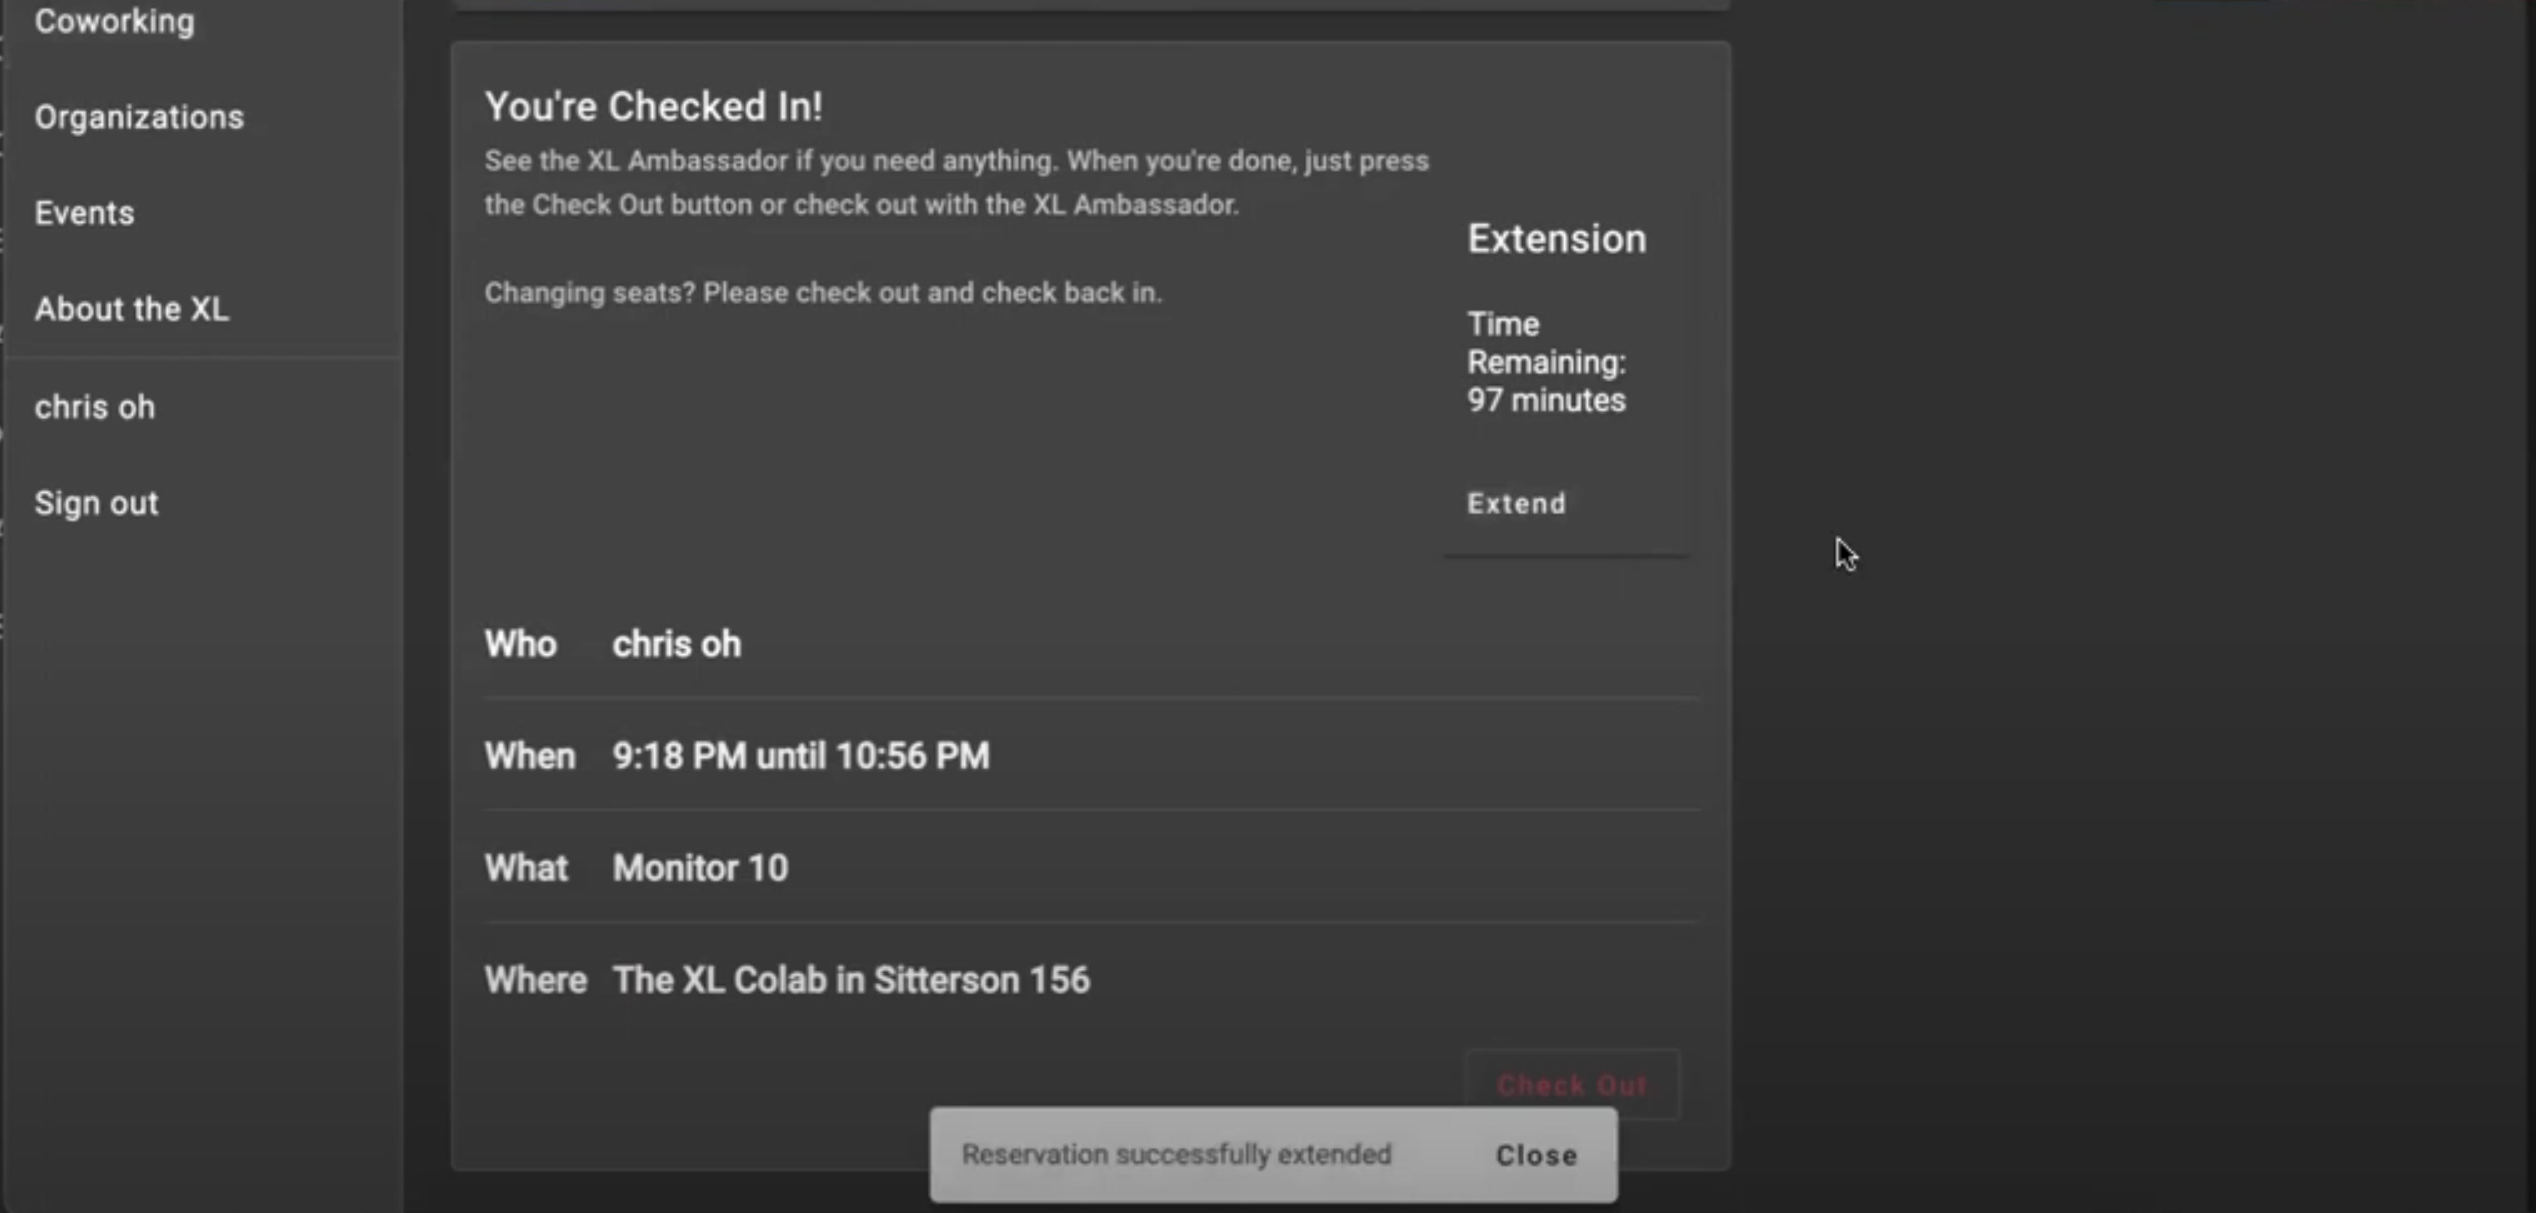 Coworking
Organizations
Events
About the XL
chris oh
Sign out
You're Checked In!
See the XL Ambassador if you need anything. When you're done, just press
the Check Out button or check out with the XL Ambassador.
Changing seats? Please check out and check back in.
Extension
Time
Remaining:
97 minutes
Extend
Who chris oh
When 9:18 PM until 10:56 PM
What Monitor 10
Where The XL Colab in Sitterson 156
Check Out
Reservation successfully extended Close